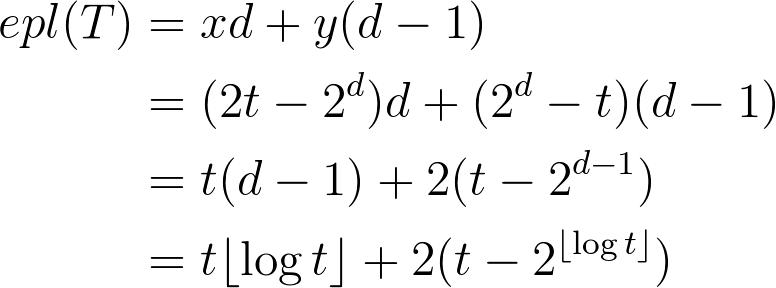 epl(T) = xd + y(d − 1)
= (2t − 2^d)d + (2^d − t)(d − 1)
= t(d − 1) + 2(t − 2^{d−1})
= t⌊log t⌋ + 2(t − 2^{⌊log t⌋})